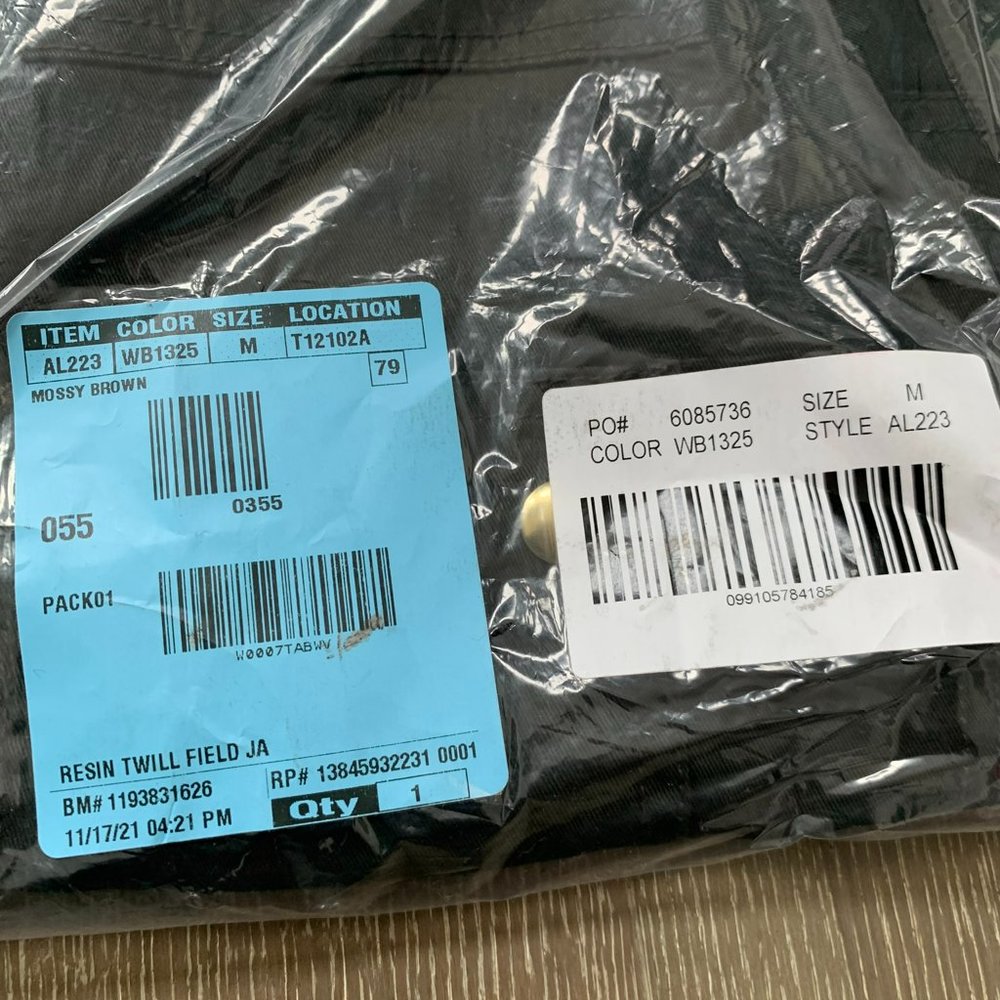 ITEM COLOR SIZE LOCATION
AL223 WB1325 M T12102A
MOSSY BROWN 79
0355
055
PACK01
W0007TABWV
RESIN TWILL FIELD JA
BM# 1193831626 RP# 13845932231 0001
11/17/21 04:21 PM Qty 1
PO# 6085736 SIZE M
COLOR WB1325 STYLE AL223
099105784185